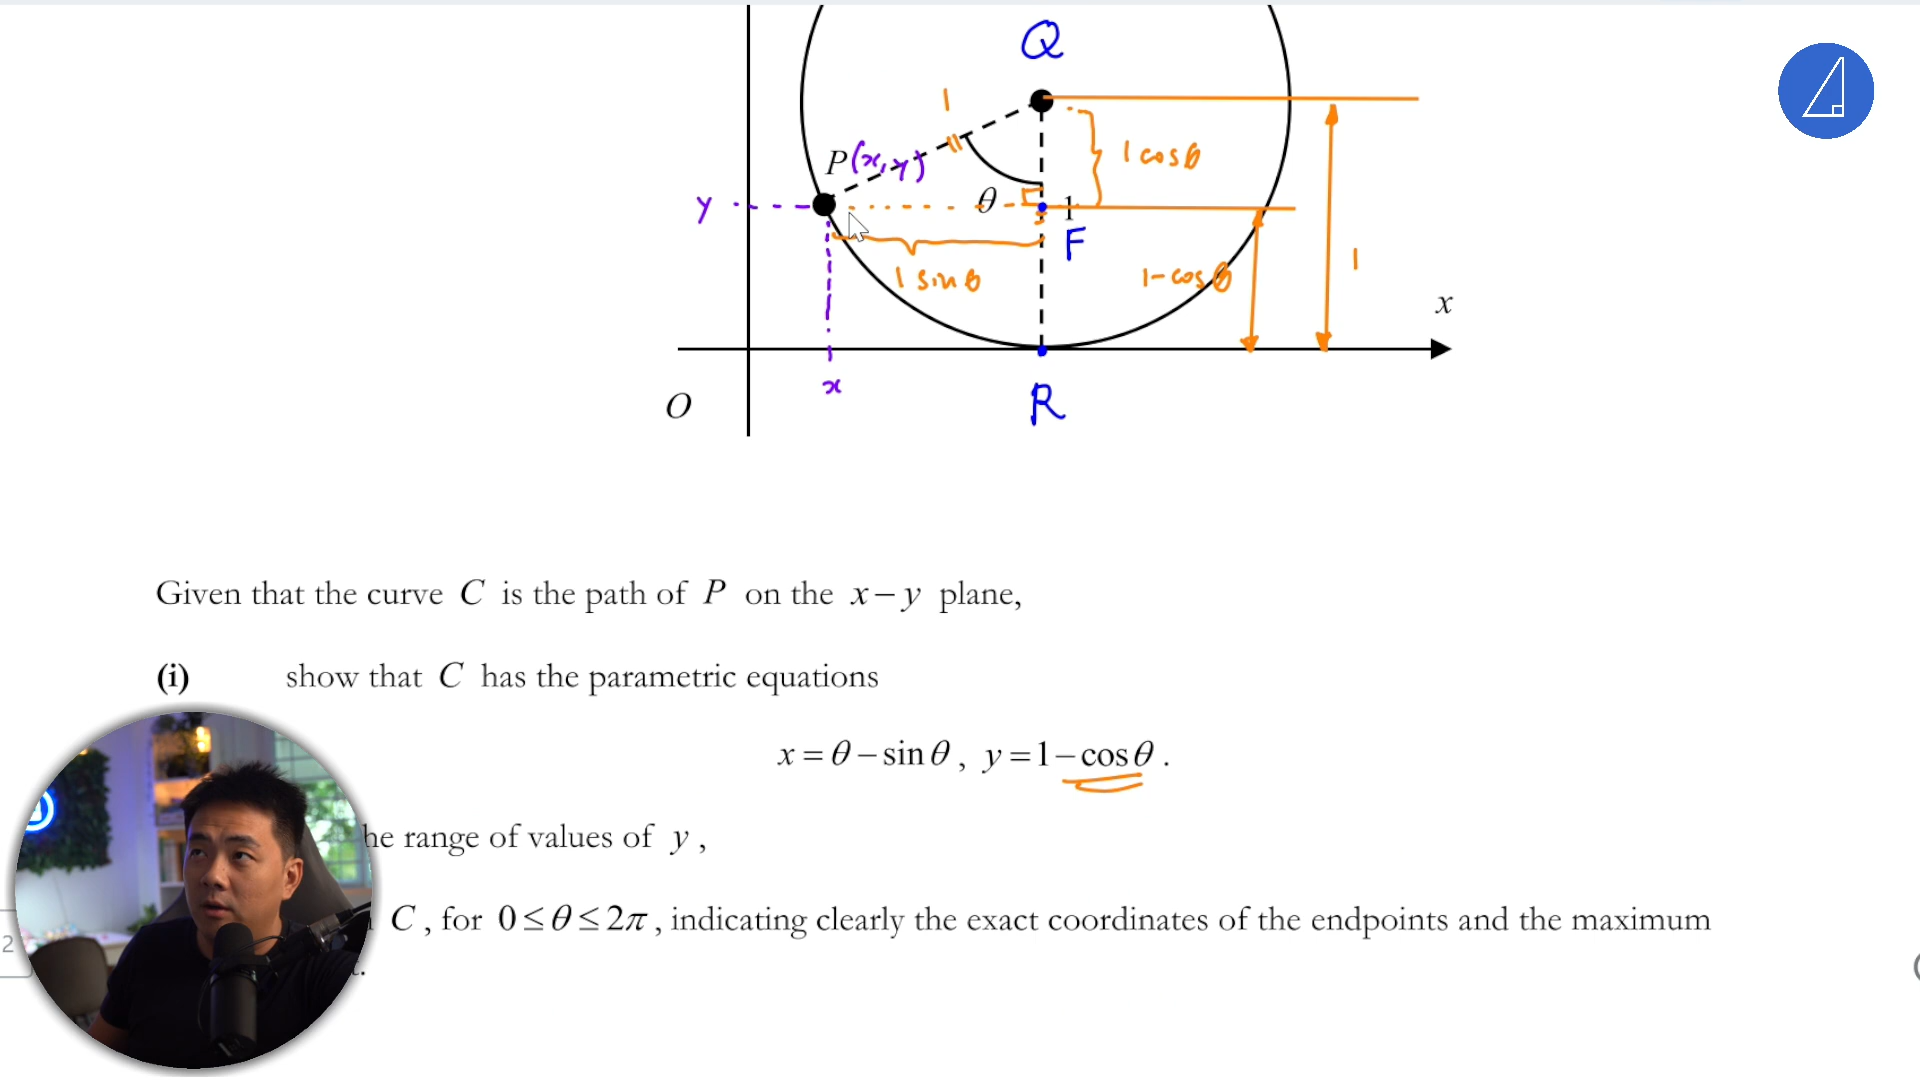 Q
1
P(x,y)
1 cos θ
y
θ
1
F
1 sin θ
1-cos θ
1
x
x
O
R
Given that the curve C is the path of P on the x−y plane,
(i) show that C has the parametric equations
x = θ − sin θ , y = 1 − cos θ .
he range of values of y ,
C , for 0 ≤ θ ≤ 2π , indicating clearly the exact coordinates of the endpoints and the maximum
2